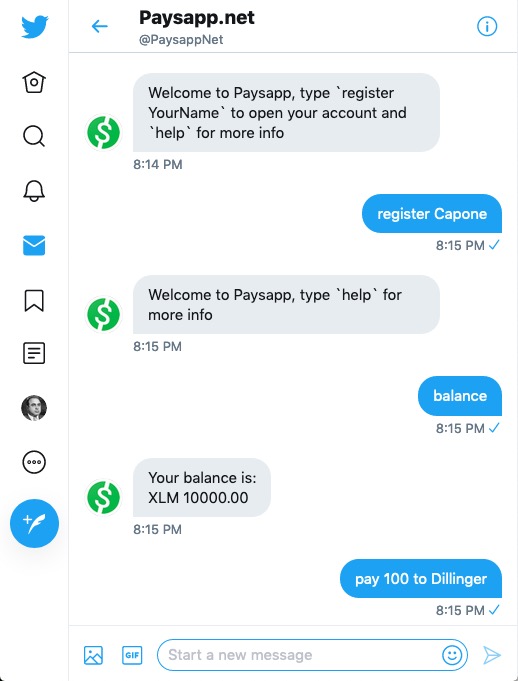 Paysapp.net
@PaysappNet
Welcome to Paysapp, type `register
YourName` to open your account and
`help` for more info
8:14 PM
register Capone
8:15 PM
Welcome to Paysapp, type `help` for
more info
8:15 PM
balance
8:15 PM
Your balance is:
XLM 10000.00
8:15 PM
pay 100 to Dillinger
8:15 PM
GIF
Start a new message